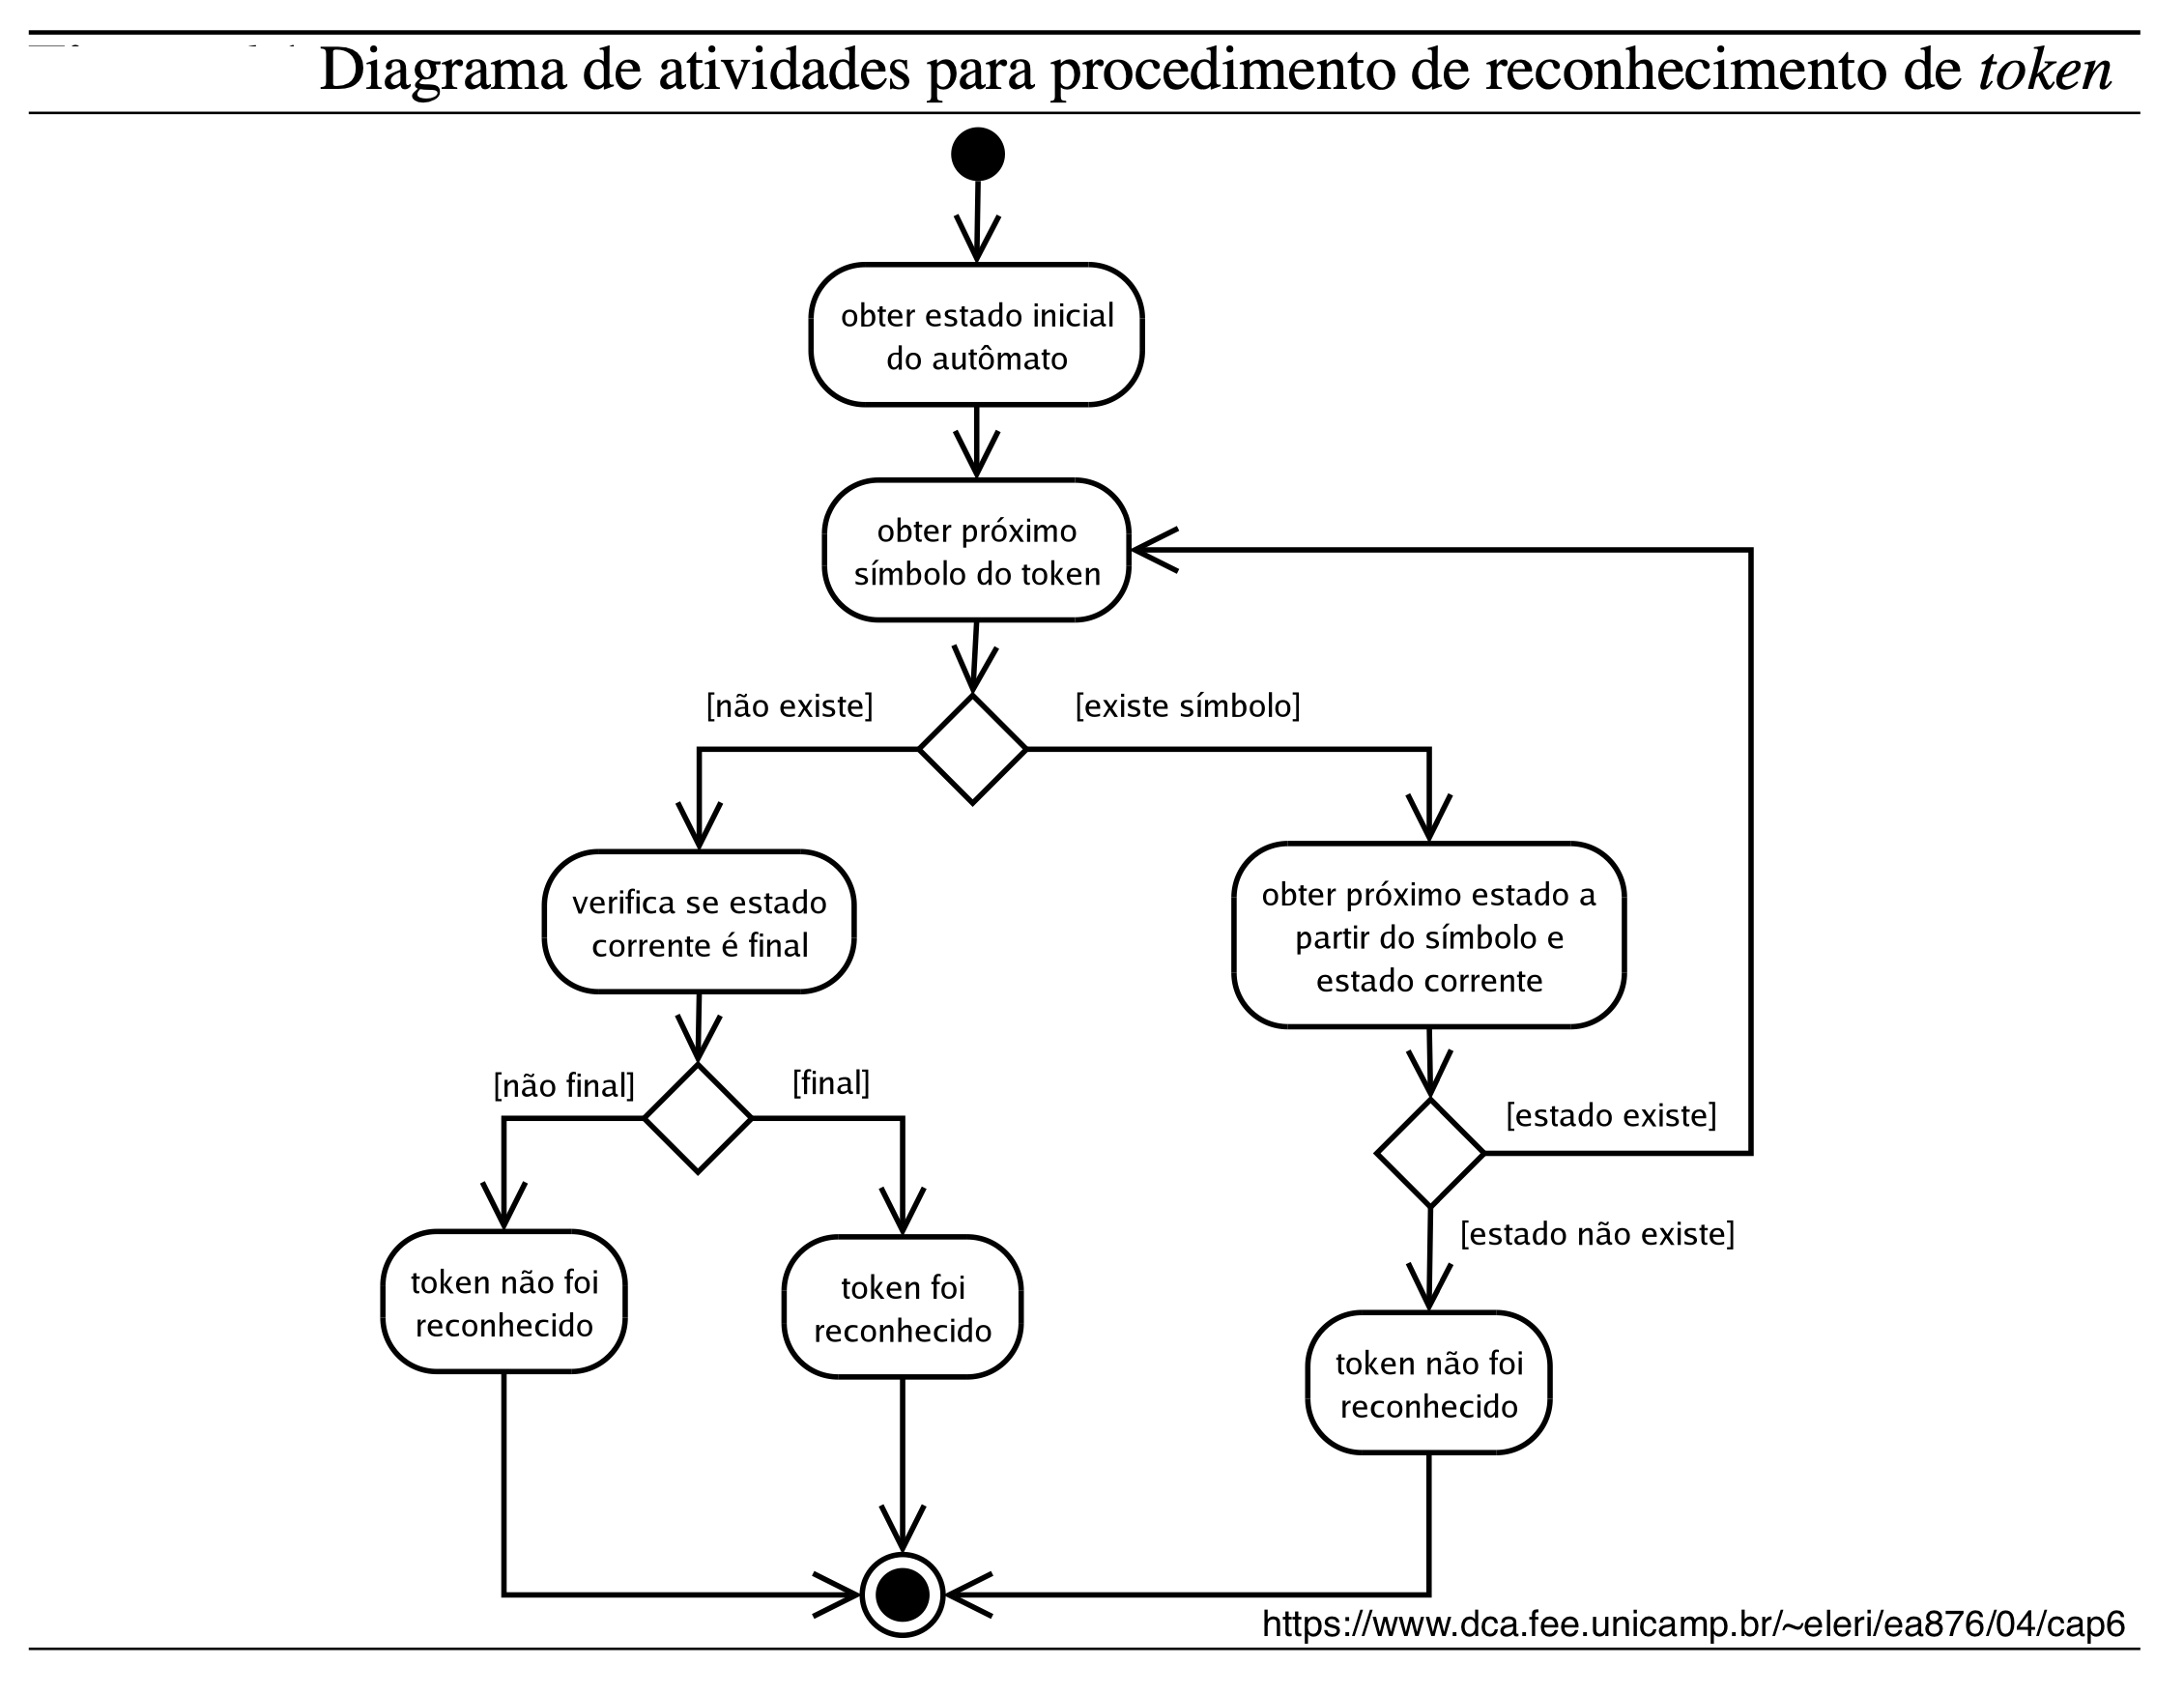 Diagrama de atividades para procedimento de reconhecimento de token
obter estado inicial
do autômato
obter próximo
símbolo do token
[não existe]
[existe símbolo]
verifica se estado
corrente é final
obter próximo estado a
partir do símbolo e
estado corrente
[não final]
[final]
[estado existe]
[estado não existe]
token não foi
reconhecido
token foi
reconhecido
token não foi
reconhecido
https://www.dca.fee.unicamp.br/~eleri/ea876/04/cap6